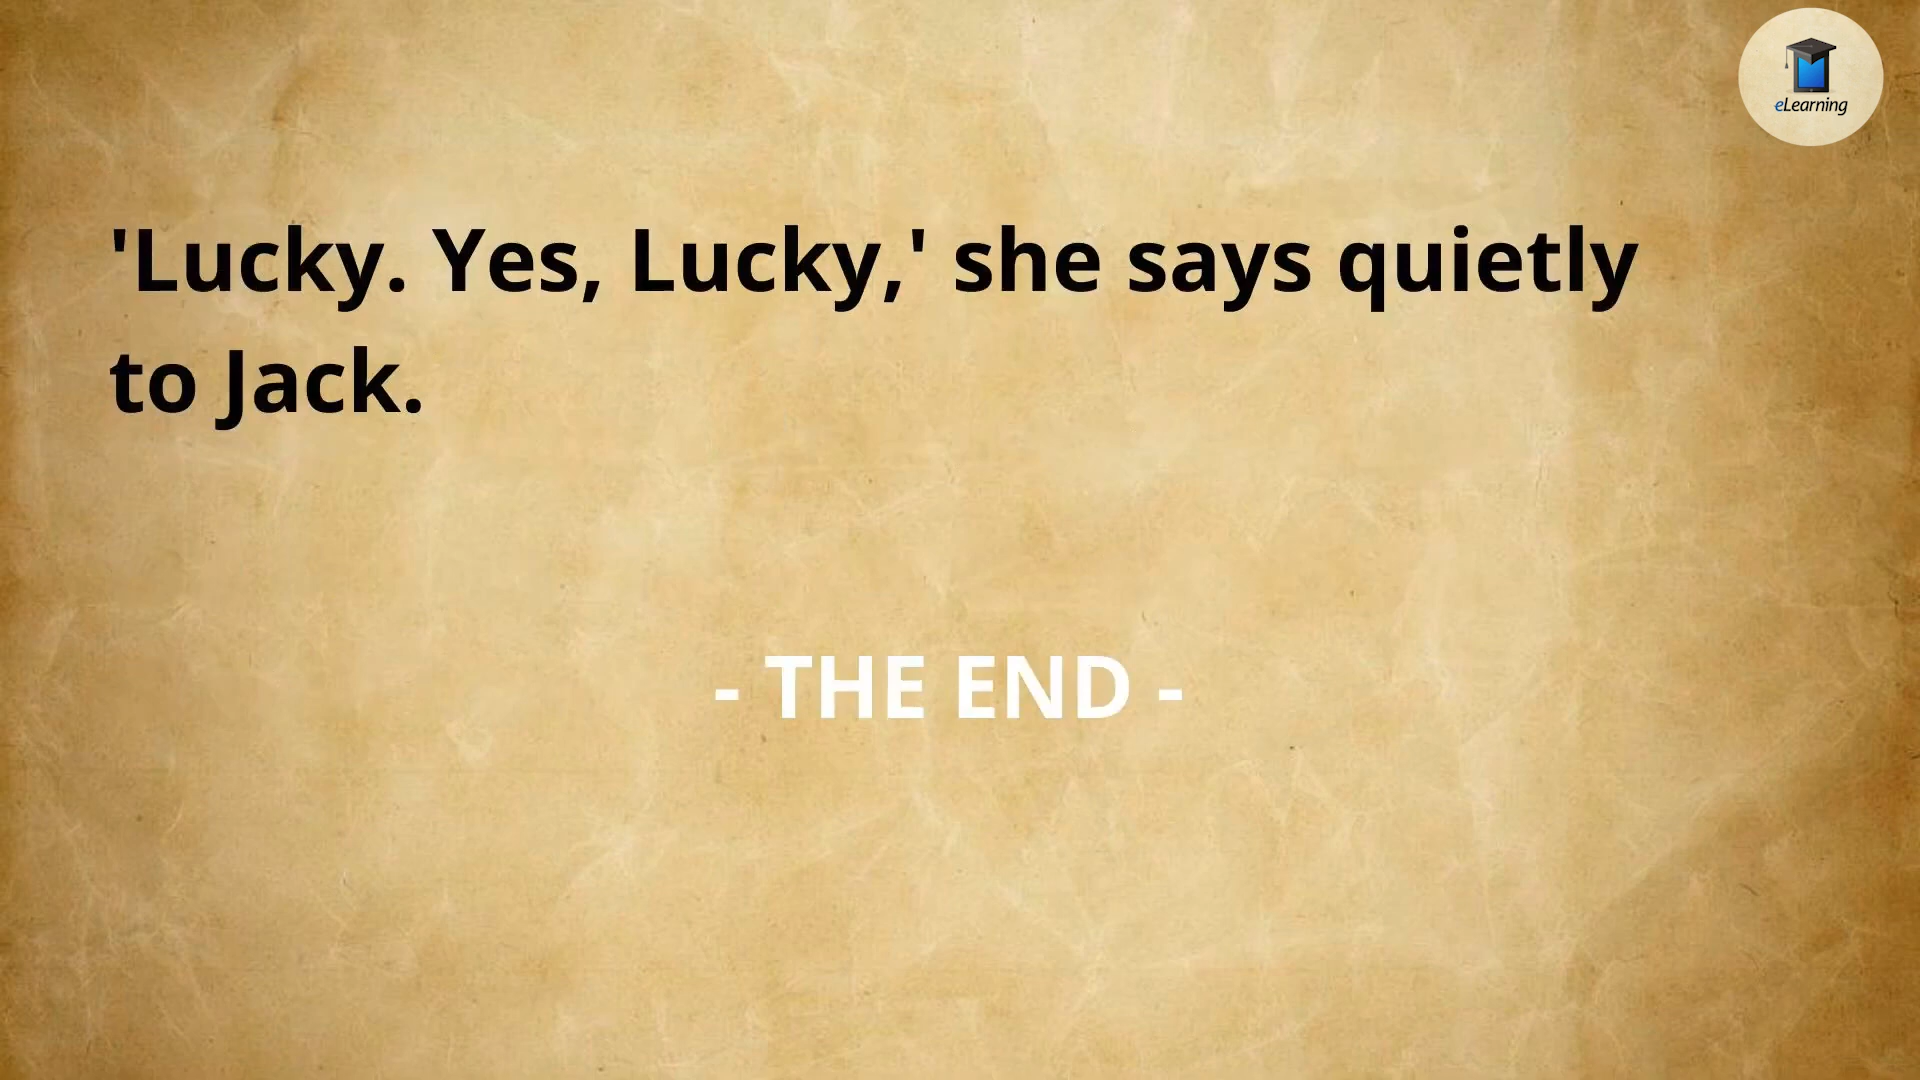 eLearning
'Lucky. Yes, Lucky,' she says quietly
to Jack.
- THE END -